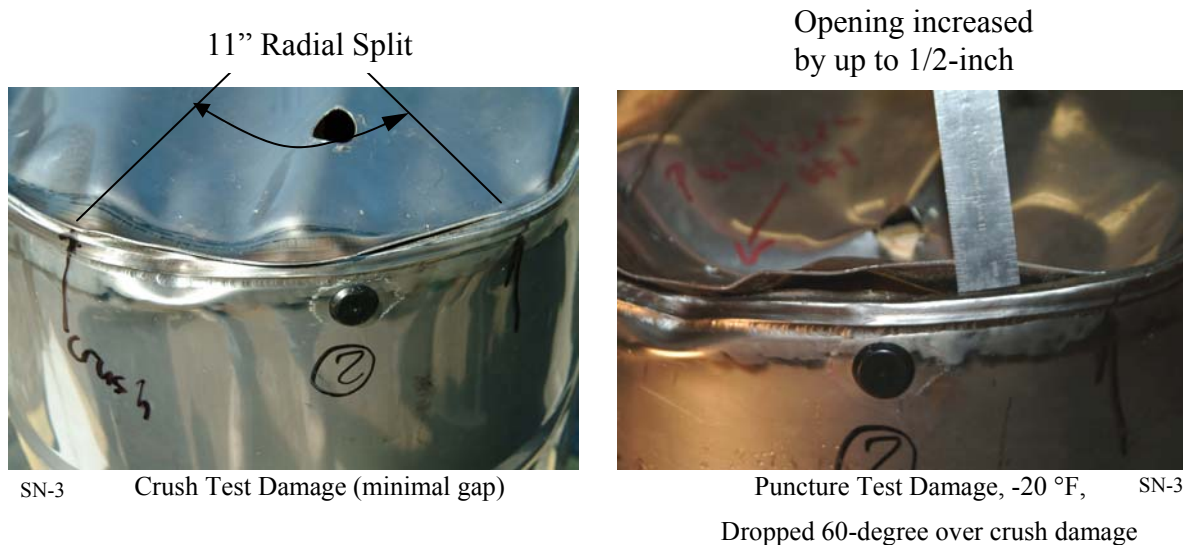 11” Radial Split
Opening increased
by up to 1/2-inch
crush
2
2
SN-3
Crush Test Damage (minimal gap)
Puncture Test Damage, -20 °F,
SN-3
Dropped 60-degree over crush damage